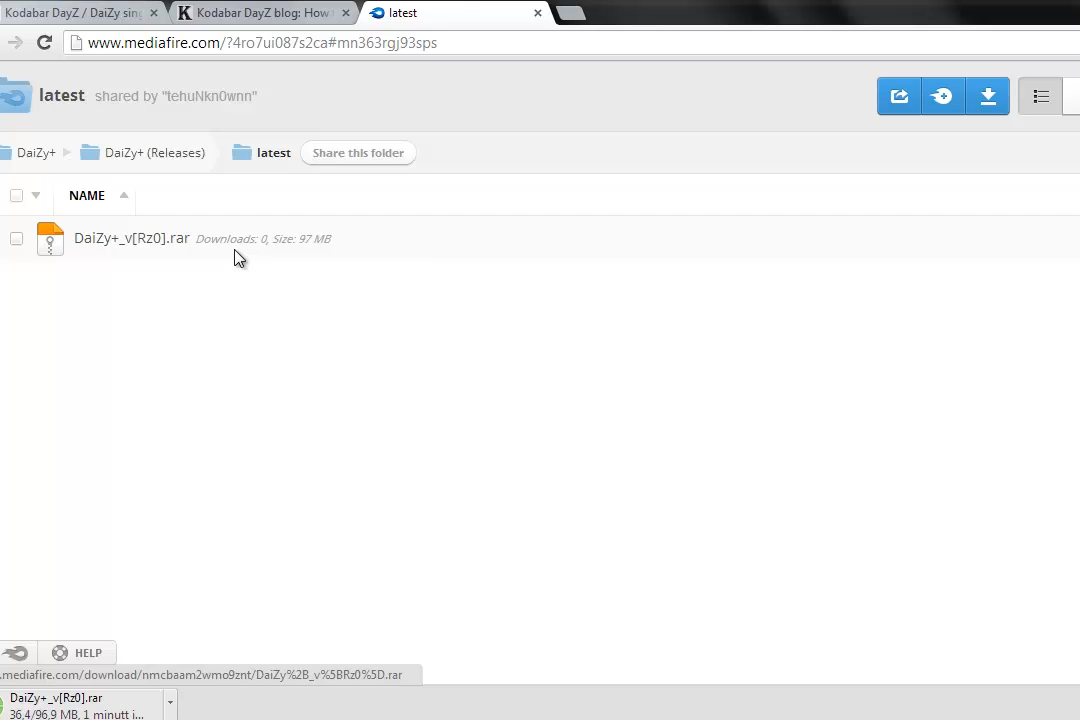 Kodabar DayZ / DaiZy sing
Kodabar DayZ blog: How
latest
www.mediafire.com/?4ro7ui087s2ca#mn363rgj93sps
latest shared by "tehuNkn0wnn"
DaiZy+ DaiZy+ (Releases) latest Share this folder
NAME
DaiZy+_v[Rz0].rar Downloads: 0, Size: 97 MB
HELP
.mediafire.com/download/nmcbaam2wmo9znt/DaiZy%2B_v%5BRz0%5D.rar
DaiZy+_v[Rz0].rar
36,4/96,9 MB, 1 minutt i...